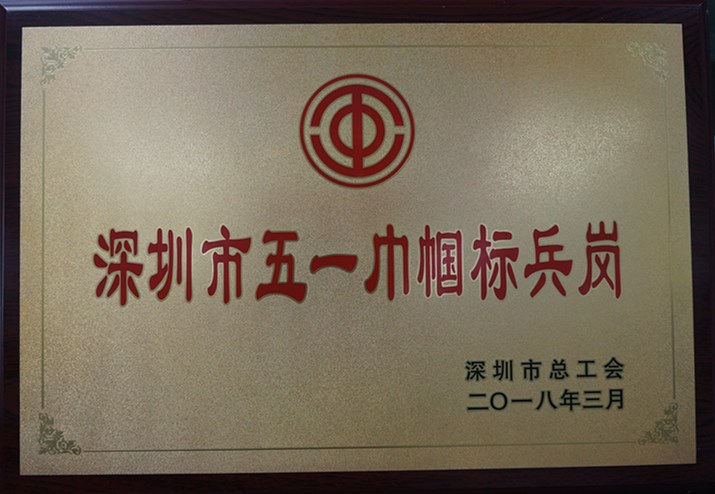 深圳市五一巾帼标兵岗
深圳市总工会
二〇一八年三月